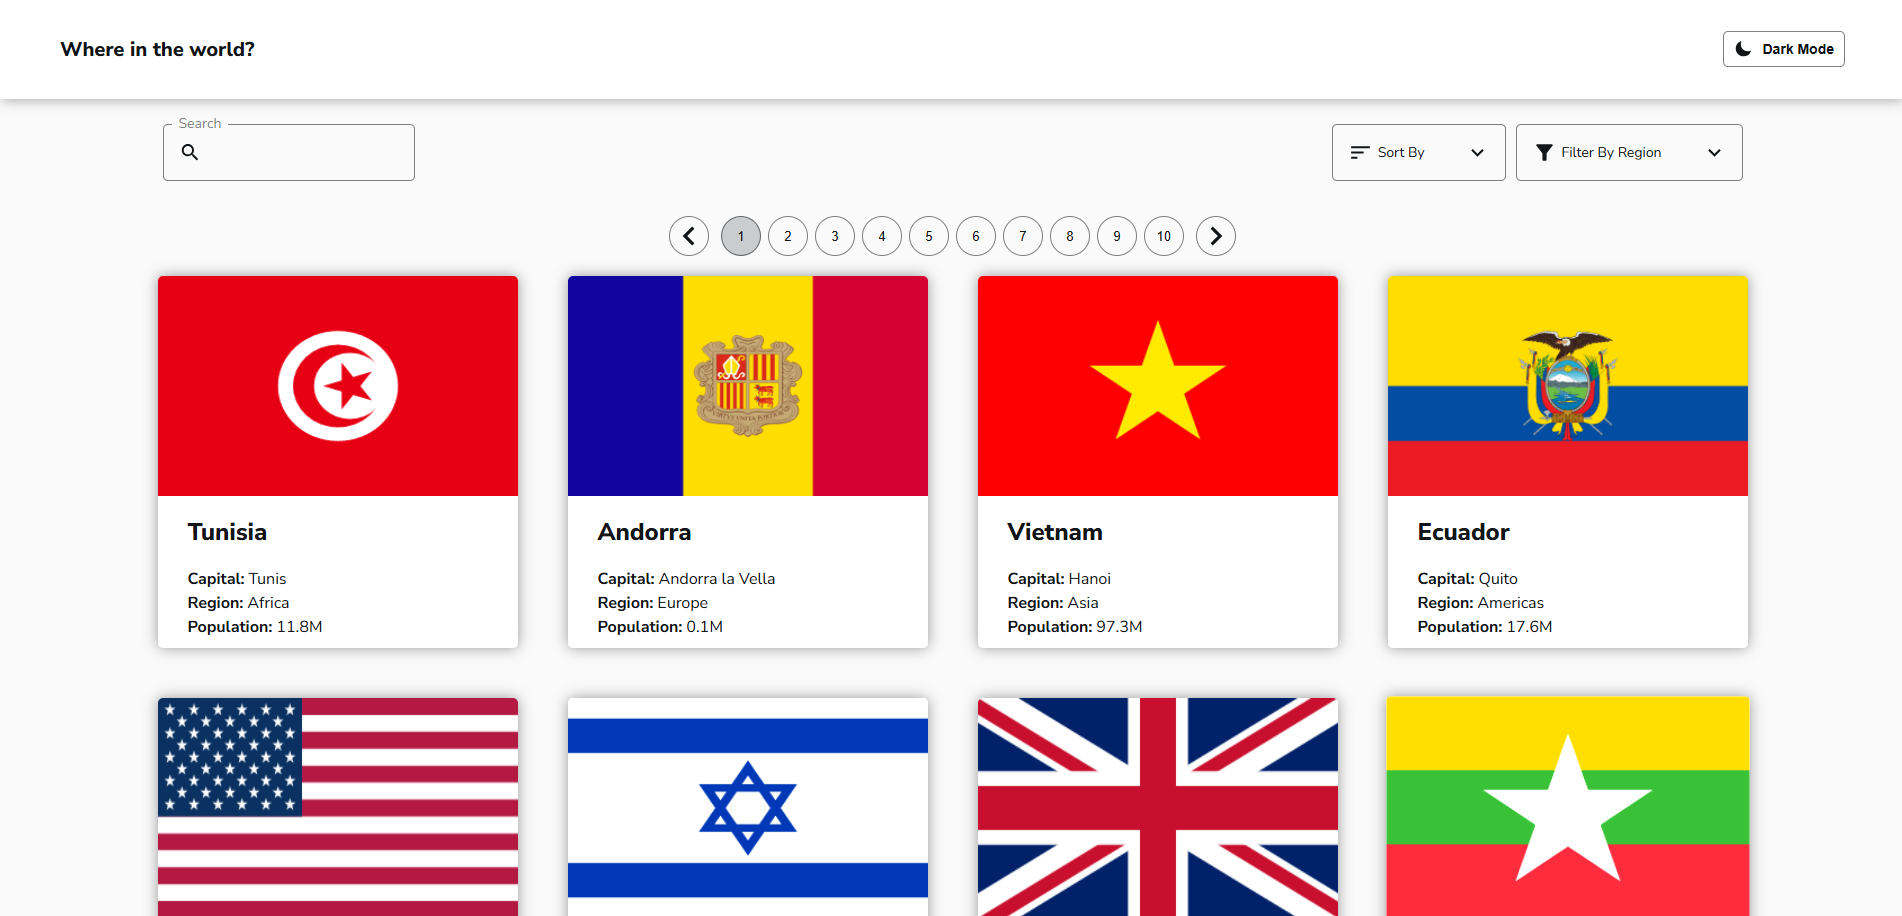 Where in the world?
Dark Mode
Search
Sort By
Filter By Region
1 2 3 4 5 6 7 8 9 10
Tunisia
Capital: Tunis
Region: Africa
Population: 11.8M
Andorra
Capital: Andorra la Vella
Region: Europe
Population: 0.1M
Vietnam
Capital: Hanoi
Region: Asia
Population: 97.3M
Ecuador
Capital: Quito
Region: Americas
Population: 17.6M